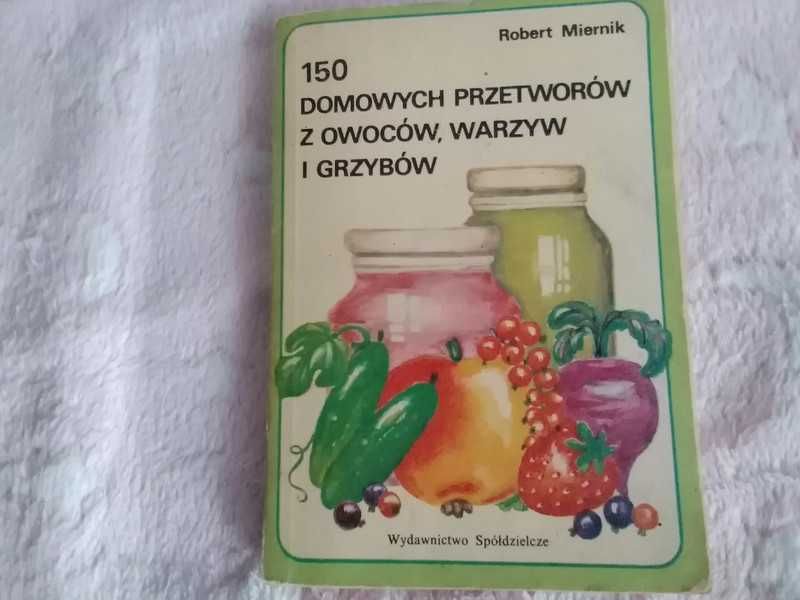 Robert Miernik
150
DOMOWYCH PRZETWORÓW
Z OWOCÓW, WARZYW
I GRZYBÓW
Wydawnictwo Spółdzielcze